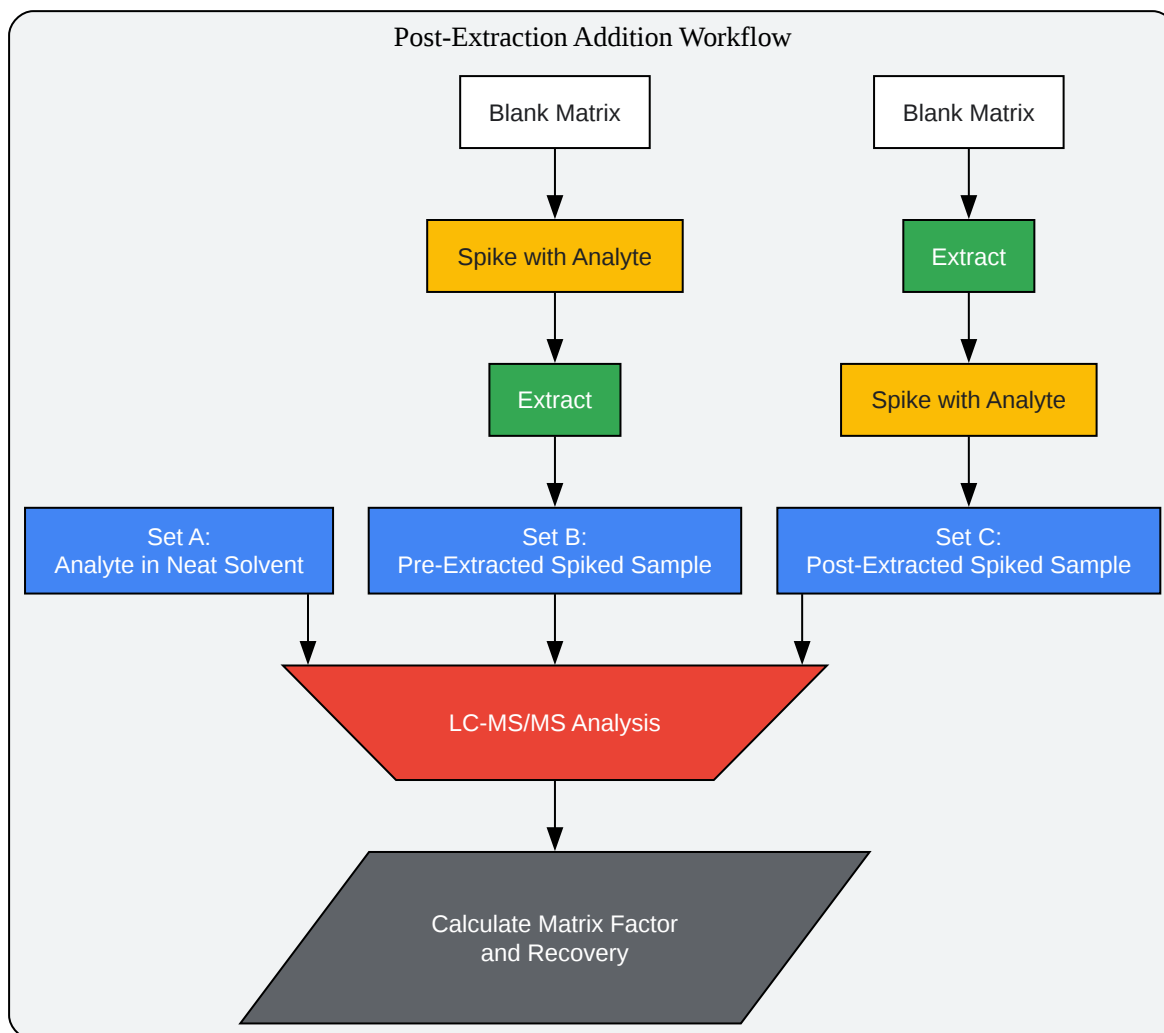 Post-Extraction Addition Workflow
Blank Matrix
Blank Matrix
Spike with Analyte
Extract
Extract
Spike with Analyte
Set A:
Analyte in Neat Solvent
Set B:
Pre-Extracted Spiked Sample
Set C:
Post-Extracted Spiked Sample
LC-MS/MS Analysis
Calculate Matrix Factor
and Recovery